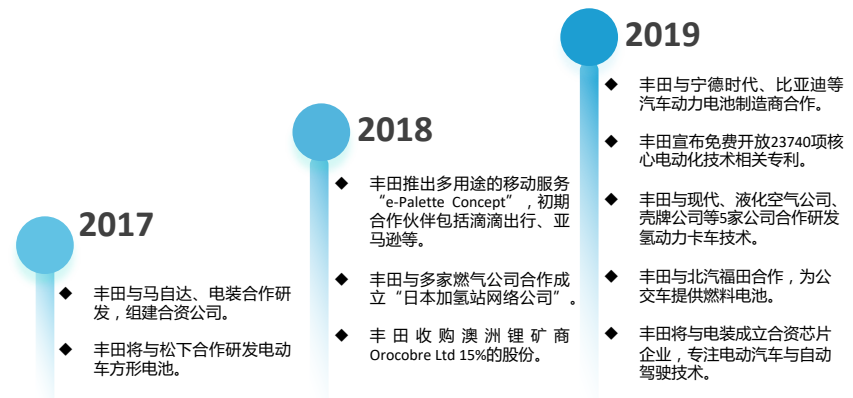 2017
◆ 丰田与马自达、电装合作研
发，组建合资公司。
◆ 丰田将与松下合作研发电动
车方形电池。
2018
◆ 丰田推出多用途的移动服务
“e-Palette Concept”，初期
合作伙伴包括滴滴出行、亚
马逊等。
◆ 丰田与多家燃气公司合作成
立“日本加氢站网络公司”。
◆ 丰田收购澳洲锂矿商
Orocobre Ltd 15%的股份。
2019
◆ 丰田与宁德时代、比亚迪等
汽车动力电池制造商合作。
◆ 丰田宣布免费开放23740项核
心电动化技术相关专利。
◆ 丰田与现代、液化空气公司、
壳牌公司等5家公司合作研发
氢动力卡车技术。
◆ 丰田与北汽福田合作，为公
交车提供燃料电池。
◆ 丰田将与电装成立合资芯片
企业，专注电动汽车与自动
驾驶技术。